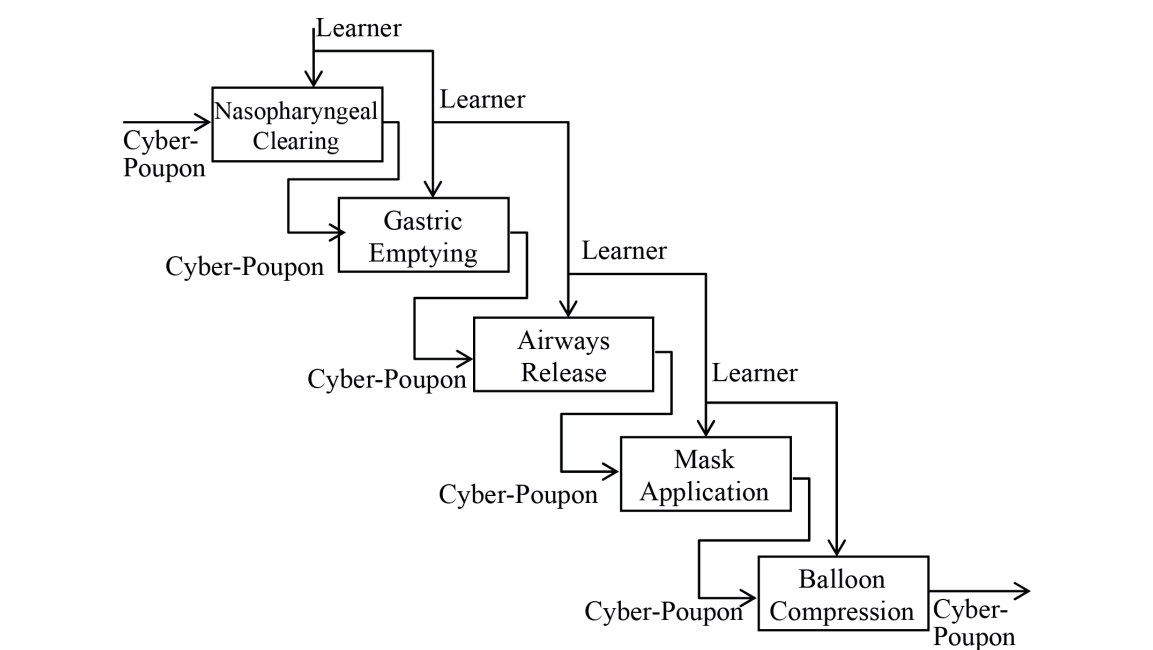 Learner
Learner
Nasopharyngeal
Clearing
Cyber-
Poupon
Gastric
Emptying
Learner
Cyber-Poupon
Airways
Release
Learner
Cyber-Poupon
Mask
Application
Cyber-Poupon
Balloon
Compression
Cyber-Poupon
Cyber-
Poupon